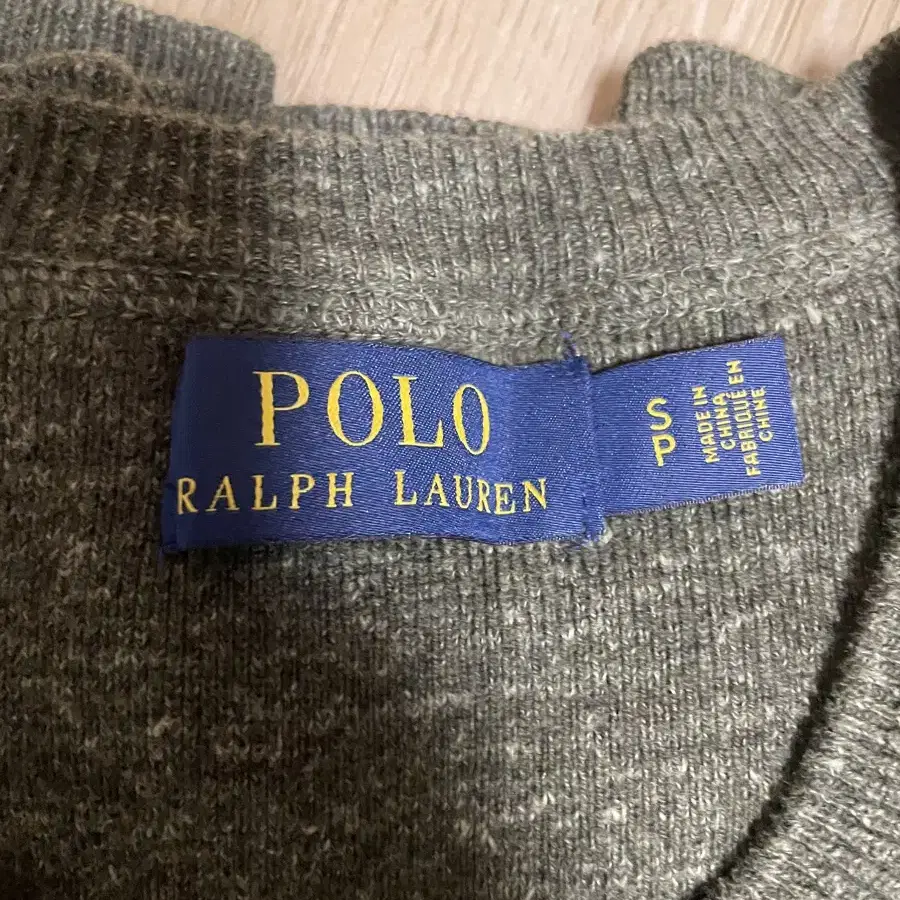 POLO
RALPH LAUREN
S
P
MADE IN
CHINA
FABRIQUÉ EN
CHINE